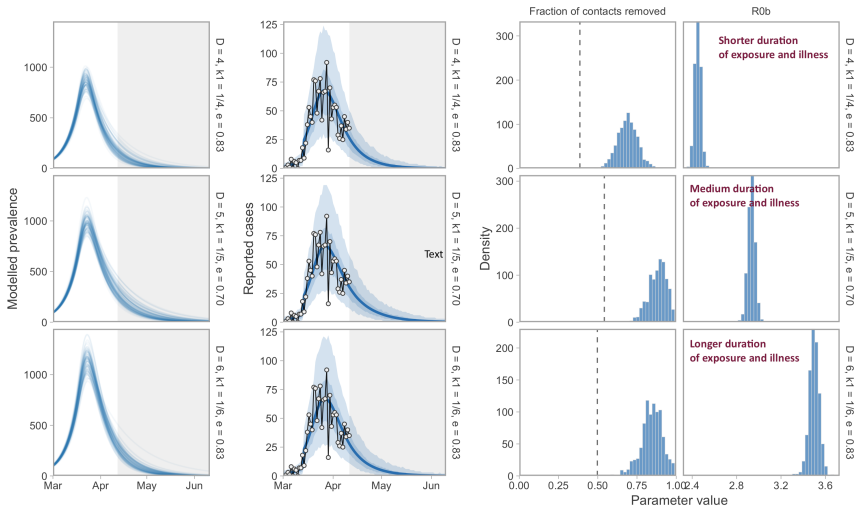 Fraction of contacts removed
R0b
Modelled prevalence
1000
500
0
D = 4, k1 = 1/4, e = 0.83
1000
500
0
D = 5, k1 = 1/5, e = 0.70
1000
500
0
D = 6, k1 = 1/6, e = 0.83
Mar Apr May Jun
Reported cases
125
100
75
50
25
0
D = 4, k1 = 1/4, e = 0.83
125
100
75
50
25
0
Text
D = 5, k1 = 1/5, e = 0.70
125
100
75
50
25
0
D = 6, k1 = 1/6, e = 0.83
Mar Apr May Jun
Density
300
200
100
0
Shorter duration
of exposure and illness
D = 4, k1 = 1/4, e = 0.83
300
200
100
0
Medium duration
of exposure and illness
D = 5, k1 = 1/5, e = 0.70
200
150
100
50
0
Longer duration
of exposure and illness
D = 6, k1 = 1/6, e = 0.83
0.00 0.25 0.50 0.75 1.00
2.4 2.8 3.2 3.6
Parameter value